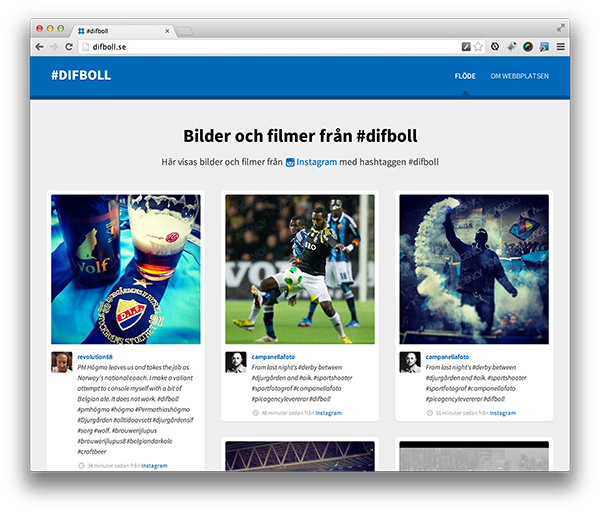 #difboll
difboll.se
#DIFBOLL
FLÖDE
OM WEBBPLATSEN
Bilder och filmer från #difboll
Här visas bilder och filmer från Instagram med hashtaggen #difboll
Wolf
revolution68
PM Högmo leaves us and takes the job as
Norway's national coach. I make a valiant
attempt to console myself with a bit of
Belgian ale. It does not work. #difboll
#pmhögmo #högmo #Permathiashögmo
#Djurgården #alltidoavsett #djurgårdensif
#sorg #wolf. #brouwerijlupus
#brouwerijlupus8 #belgiandarkale
#craftbeer
34 minuter sedan från Instagram
campanellafoto
From last night's #derby between
#djurgården and #aik. #sportshooter
#sportfotograf #campanellafoto
#picagencylevererar #difboll
48 minuter sedan från Instagram
campanellafoto
From last night's #derby between
#djurgården and #aik. #sportshooter
#sportfotograf #campanellafoto
#picagencylevererar #difboll
51 minuter sedan från Instagram